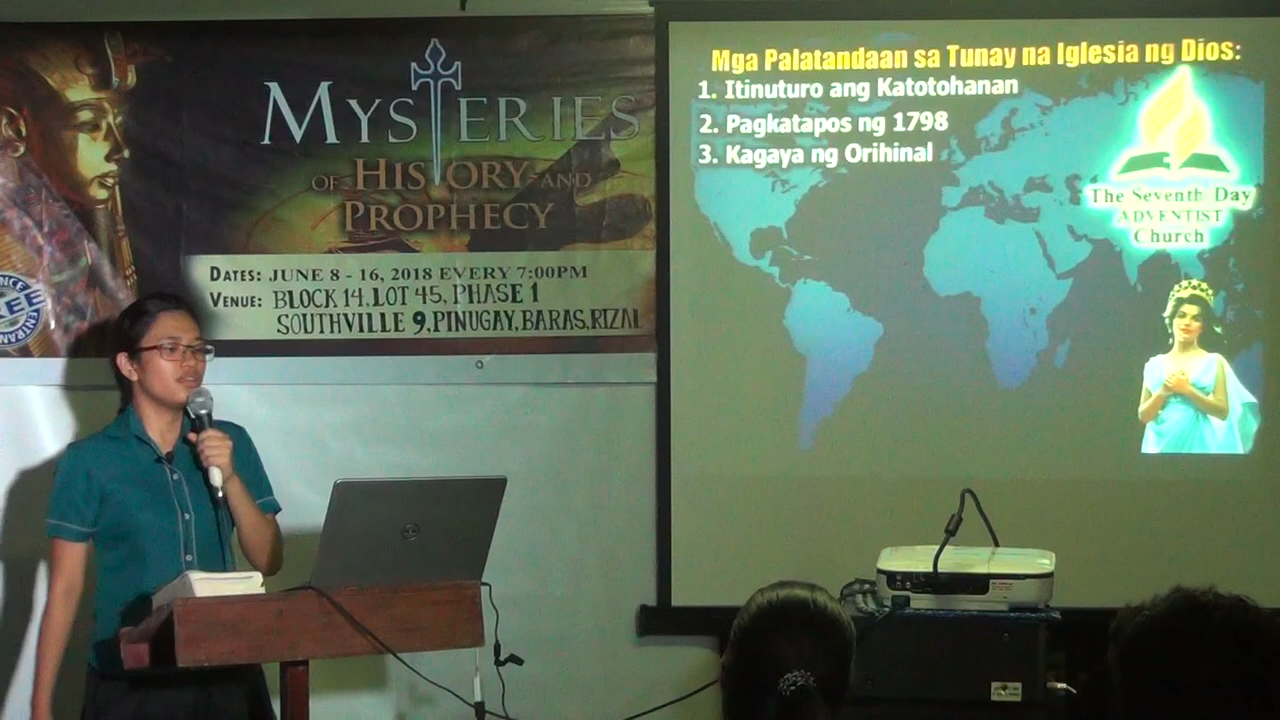 MYSTERIES
OF HISTORY AND
PROPHECY
DATES: JUNE 8 - 16, 2018 EVERY 7:00PM
VENUE: BLOCK 14, LOT 45, PHASE 1
SOUTHVILLE 9, PINUGAY, BARAS, RIZAL
FREE
ENTRANCE
Mga Palatandaan sa Tunay na Iglesia ng Dios:
1. Itinuturo ang Katotohanan
2. Pagkatapos ng 1798
3. Kagaya ng Orihinal
The Seventh Day
ADVENTIST
Church